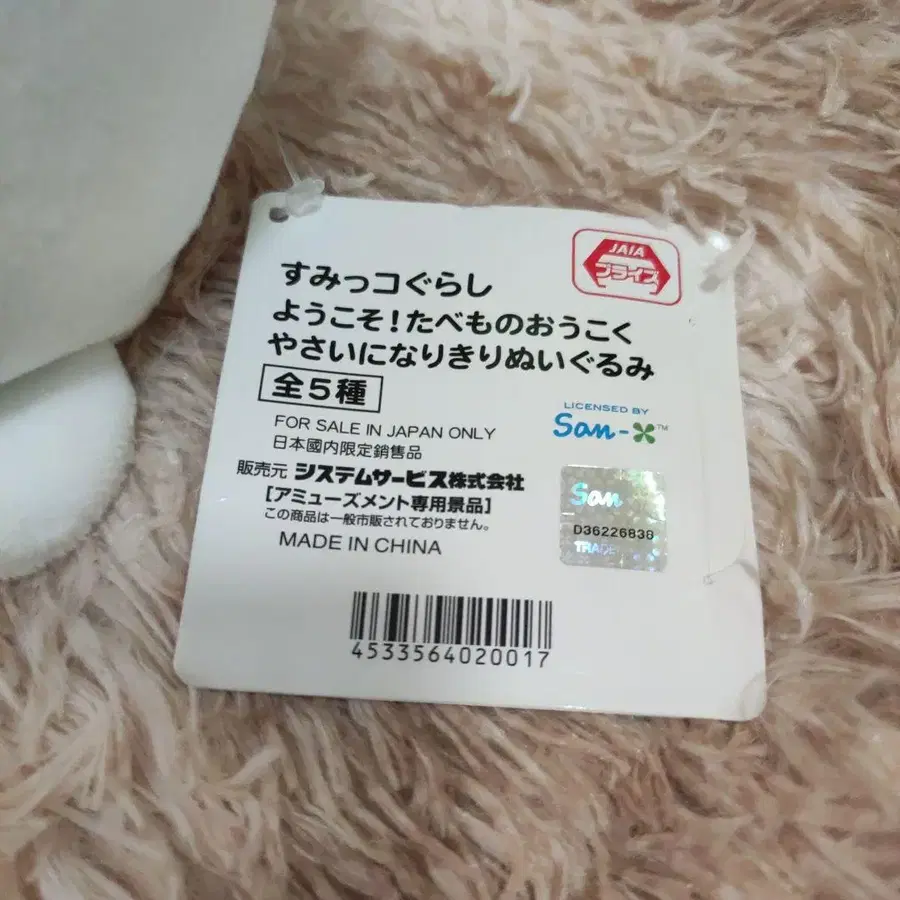 JAIA
プライズ
すみっコぐらし
ようこそ!たべものおうこく
やさいになりきりぬいぐるみ
全5種
FOR SALE IN JAPAN ONLY
日本國内限定銷售品
販売元 システムサービス株式会社
[アミューズメント専用景品]
この商品は一般市販されておりません。
MADE IN CHINA
LICENSED BY
San-X™
San
D36226838
TRADE
4533564020017